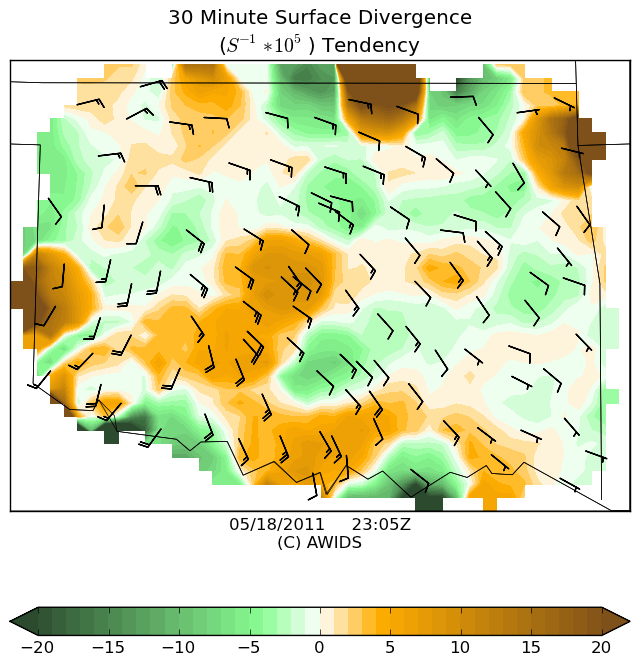 30 Minute Surface Divergence
(S⁻¹ ∗10⁵ ) Tendency
05/18/2011 23:05Z
(C) AWIDS
−20 −15 −10 −5 0 5 10 15 20